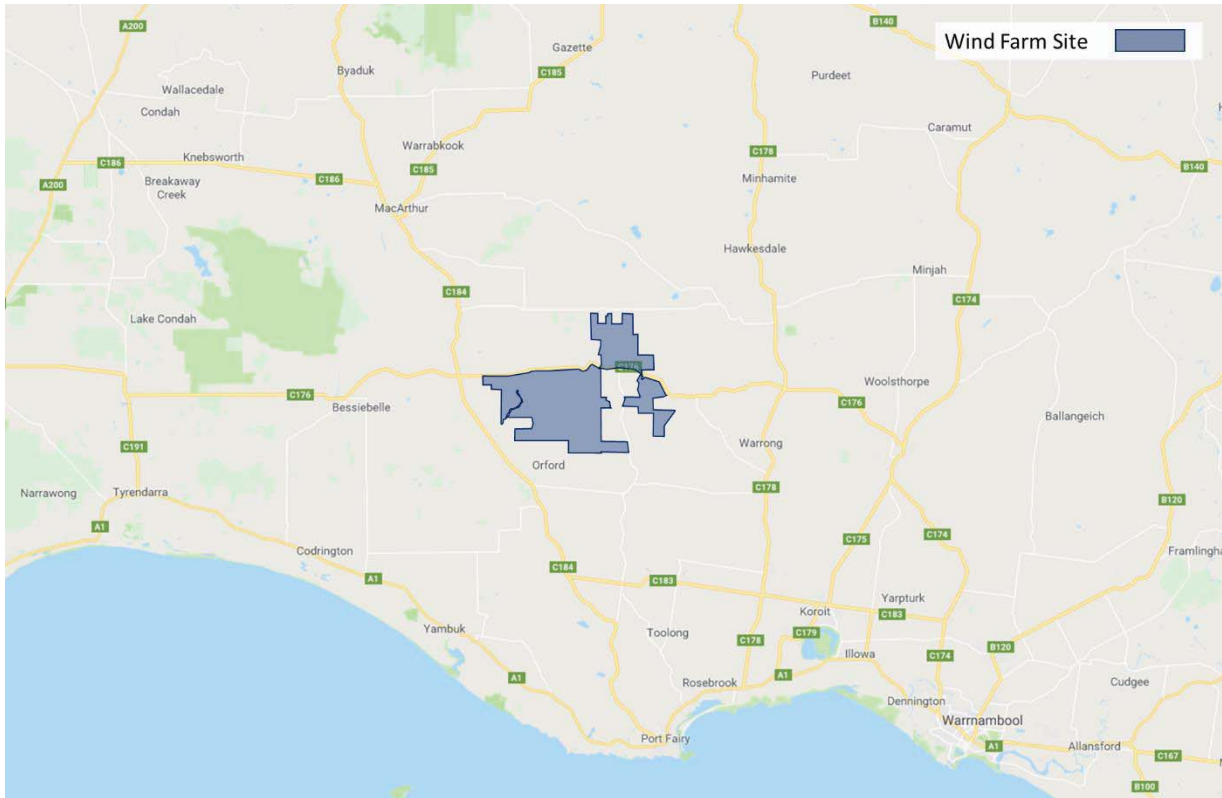 A200
B140
Wind Farm Site
Gazette
Byaduk
C185
Purdeet
Wallacedale
Condah
Caramut
Warrabkook
C178
C186
Knebsworth
C185
B140
A200
Breakaway
Creek
C186
Minhamite
MacArthur
Hawkesdale
Minjah
C184
C174
Lake Condah
C176
Woolsthorpe
C176
Bessiebelle
C176
Ballangeich
C191
Warrong
Orford
Narrawong
Tyrendarra
C178
B120
A1
C175
C174
Codrington
Framlingha
C184
A1
C183
Yarpturk
Koroit
C183
Yambuk
Toolong
C179
C178
Illowa
C174
B120
A1
Rosebrook
A1
Cudgee
Dennington
Warrnambool
Port Fairy
A1
Allansford
C167
B100